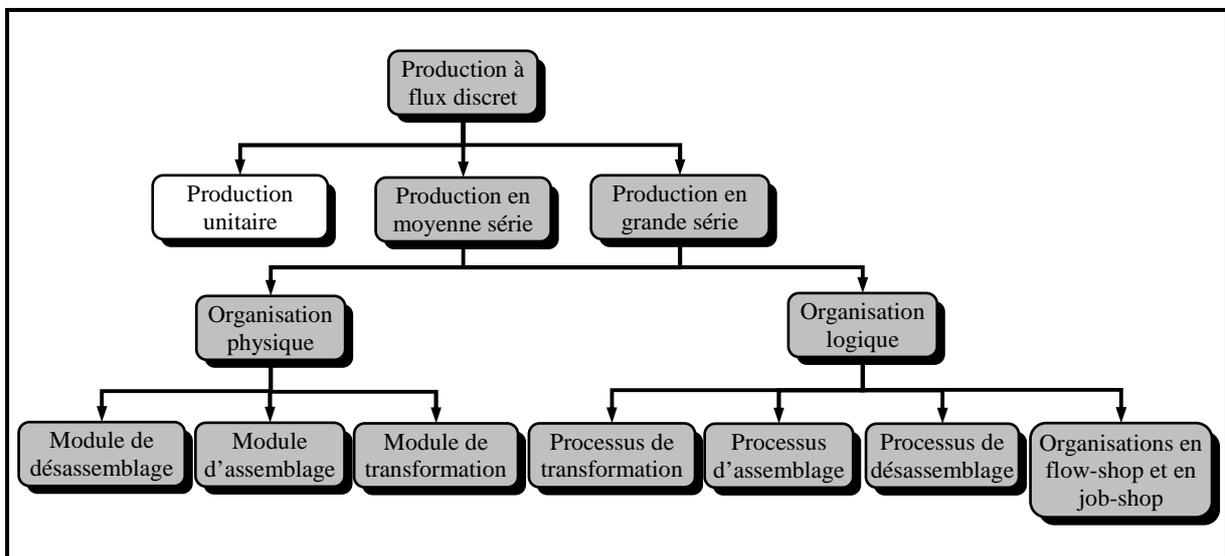 Production à
flux discret
Production
unitaire
Production en
moyenne série
Production en
grande série
Organisation
physique
Organisation
logique
Module de
désassemblage
Module
d’assemblage
Module de
transformation
Processus de
transformation
Processus
d’assemblage
Processus de
désassemblage
Organisations en
flow-shop et en
job-shop